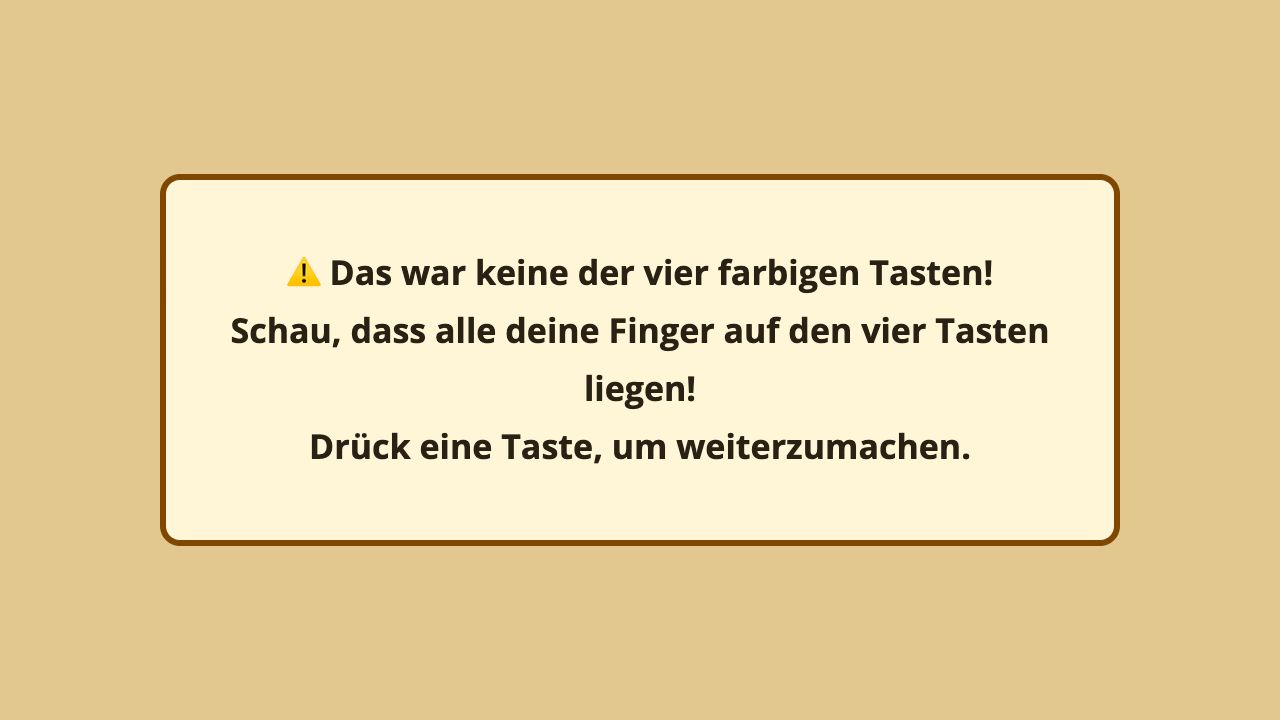 ⚠️ Das war keine der vier farbigen Tasten!
Schau, dass alle deine Finger auf den vier Tasten
liegen!
Drück eine Taste, um weiterzumachen.